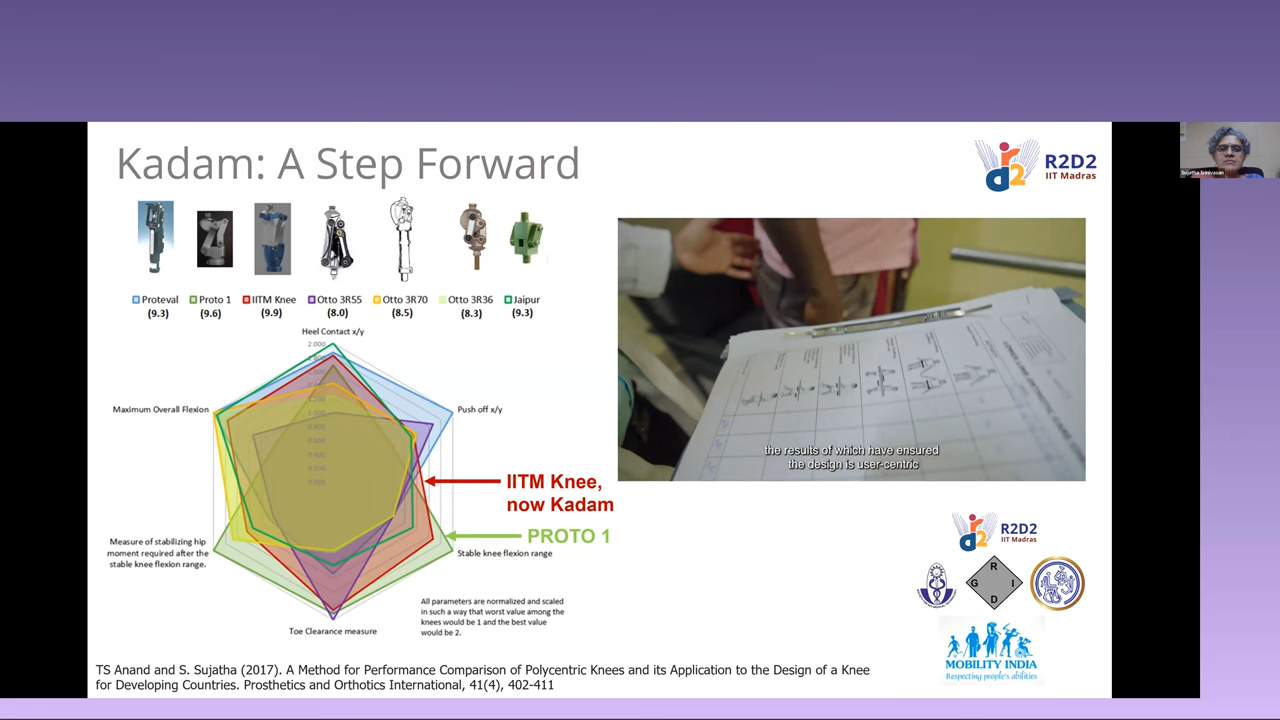 Kadam: A Step Forward
R2D2
IIT Madras
Sujatha Srinivasan
Proteval
(9.3)
Proto 1
(9.6)
IITM Knee
(9.9)
Otto 3R55
(8.0)
Otto 3R70
(8.5)
Otto 3R36
(8.3)
Jaipur
(9.3)
Heel Contact x/y
2.000
Maximum Overall Flexion
Push off x/y
IITM Knee,
now Kadam
PROTO 1
Measure of stabilizing hip
moment required after the
stable knee flexion range.
Stable knee flexion range
Toe Clearance measure
All parameters are normalized and scaled
in such a way that worst value among the
knees would be 1 and the best value
would be 2.
the results of which have ensured
the design is user-centric
R2D2
IIT Madras
R
G I
D
MOBILITY INDIA
Respecting people's abilities
TS Anand and S. Sujatha (2017). A Method for Performance Comparison of Polycentric Knees and its Application to the Design of a Knee
for Developing Countries. Prosthetics and Orthotics International, 41(4), 402-411